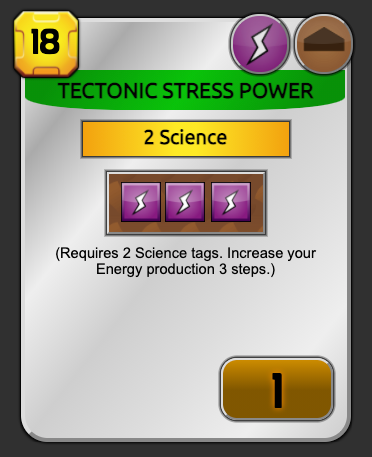 18
TECTONIC STRESS POWER
2 Science
(Requires 2 Science tags. Increase your
Energy production 3 steps.)
1